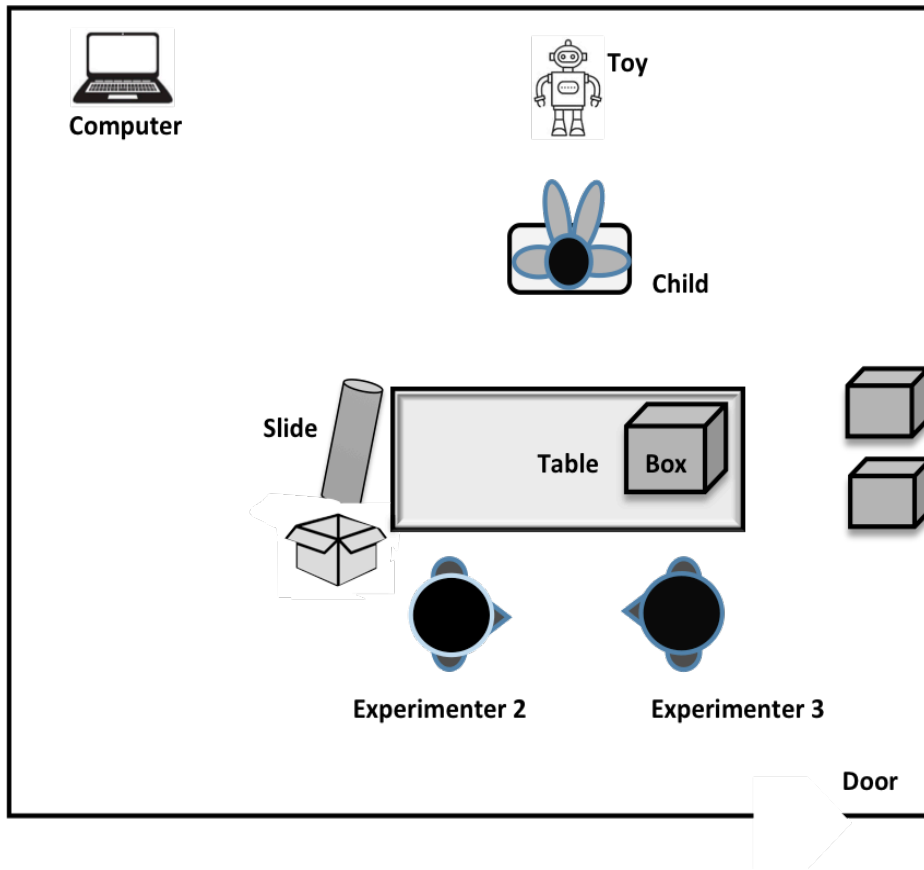 Toy
Computer
Child
Slide
Table
Box
Experimenter 2
Experimenter 3
Door